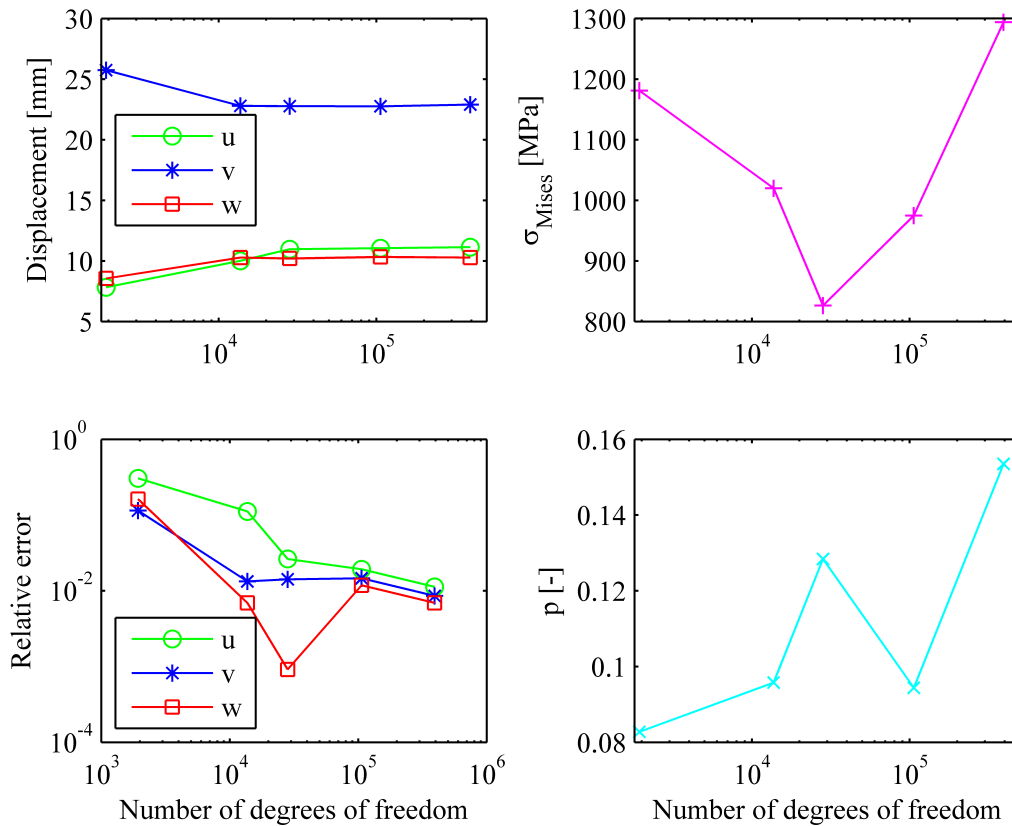 30
25
20
15
10
5
Displacement [mm]
u
v
w
10^4
10^5
1300
1200
1100
1000
900
800
σ_Mises [MPa]
10^4
10^5
10^0
10^-2
10^-4
Relative error
u
v
w
10^3
10^4
10^5
10^6
Number of degrees of freedom
0.16
0.14
0.12
0.1
0.08
p [-]
10^4
10^5
Number of degrees of freedom